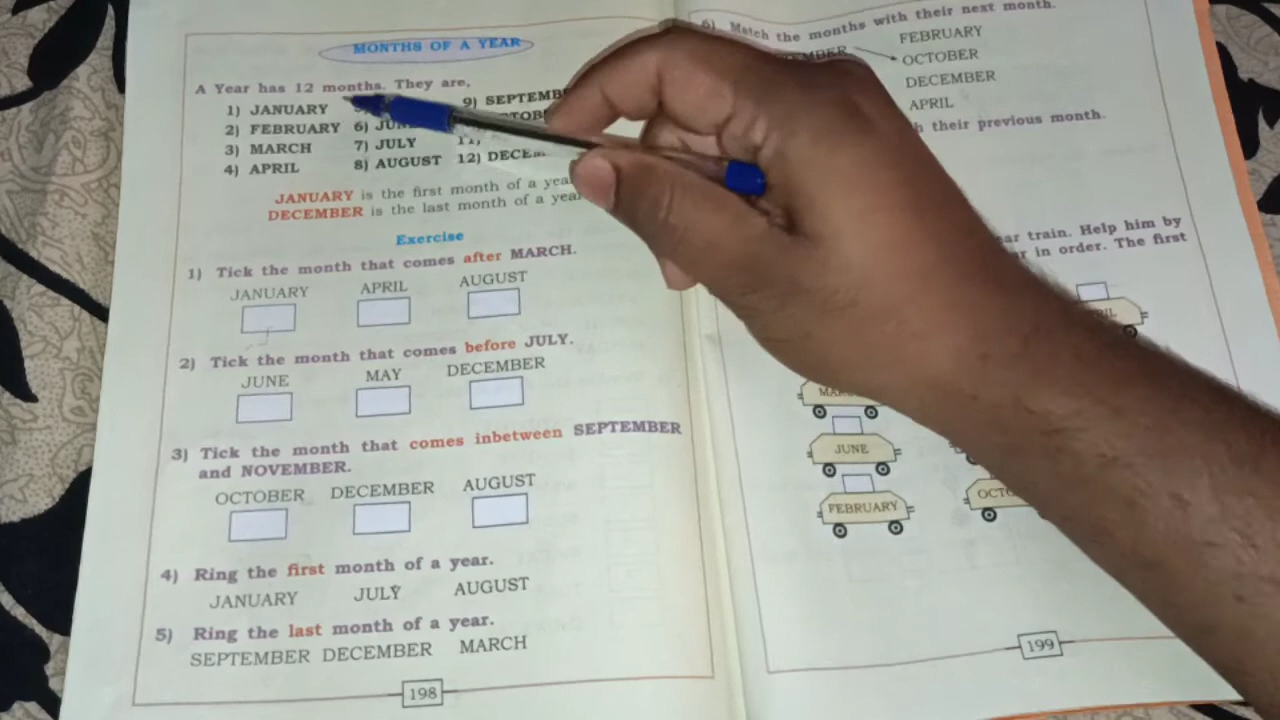 MONTHS OF A YEAR
A Year has 12 months. They are,
1) JANUARY 9)
2) FEBRUARY 6)
3) MARCH 7) JULY
4) APRIL 8) AUGUST 12)
JANUARY is the first month of a
DECEMBER is the last month of a
Exercise
1) Tick the month that comes after MARCH.
JANUARY APRIL AUGUST
2) Tick the month that comes before JULY.
JUNE MAY DECEMBER
3) Tick the month that comes inbetween SEPTEMBER
and NOVEMBER.
OCTOBER DECEMBER AUGUST
4) Ring the first month of a year.
JANUARY JULY AUGUST
5) Ring the last month of a year.
SEPTEMBER DECEMBER MARCH
198
6) Match the months with their next month.
FEBRUARY
OCTOBER
DECEMBER
APRIL
their previous month.
train. Help him by
in order. The first
JUNE
FEBRUARY
199